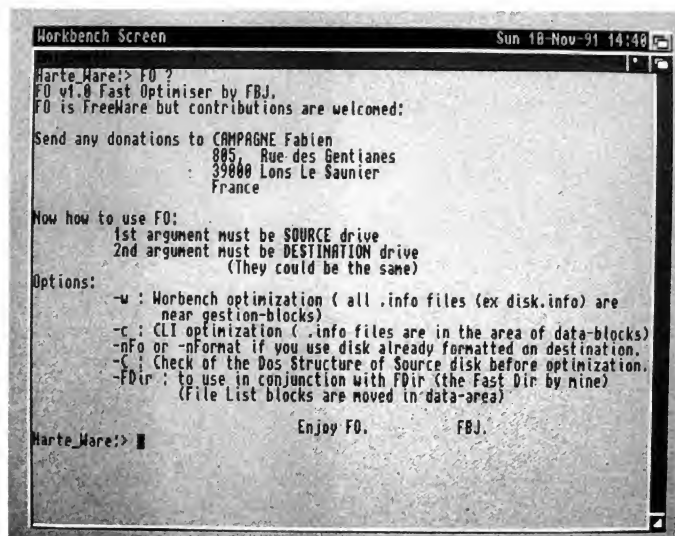 Workbench Screen Sun 10-Nov-91 14:40
Harte_Ware:> FO ?
FO v1.0 Fast Optimiser by FBJ.
FO is FreeWare but contributions are welcomed:
Send any donations to CAMPAGNE Fabien
805, Rue des Gentianes
39000 Lons Le Saunier
France
Now how to use FO:
1st argument must be SOURCE drive
2nd argument must be DESTINATION drive
(They could be the same)
Options:
-w : Worbench optimization ( all .info files (ex disk.info) are
near gestion-blocks)
-c : CLI optimization ( .info files are in the area of data-blocks)
-nFo or -nFormat if you use disk already formatted on destination.
-C : Check of the Dos Structure of Source disk before optimization.
-FDir : to use in conjunction with FDir (the Fast Dir by mine)
(File List blocks are moved in data-area)
Enjoy FO. FBJ.
Harte_Ware:>